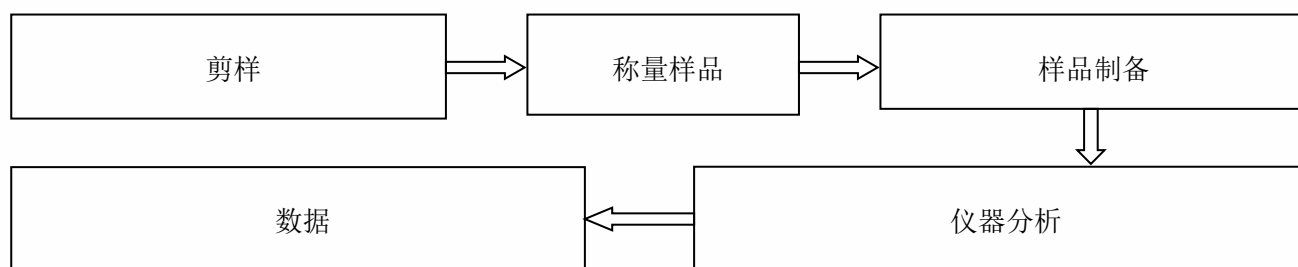 剪样
称量样品
样品制备
仪器分析
数据